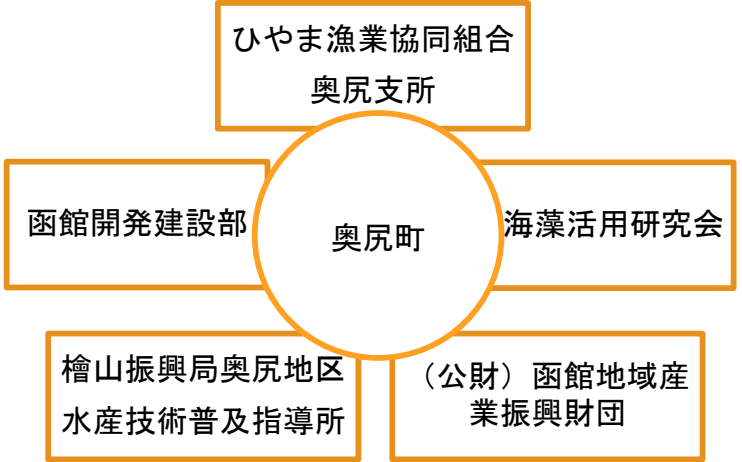 ひやま漁業協同組合
奥尻支所
函館開発建設部
奥尻町
海藻活用研究会
檜山振興局奥尻地区
水産技術普及指導所
（公財）函館地域産
業振興財団